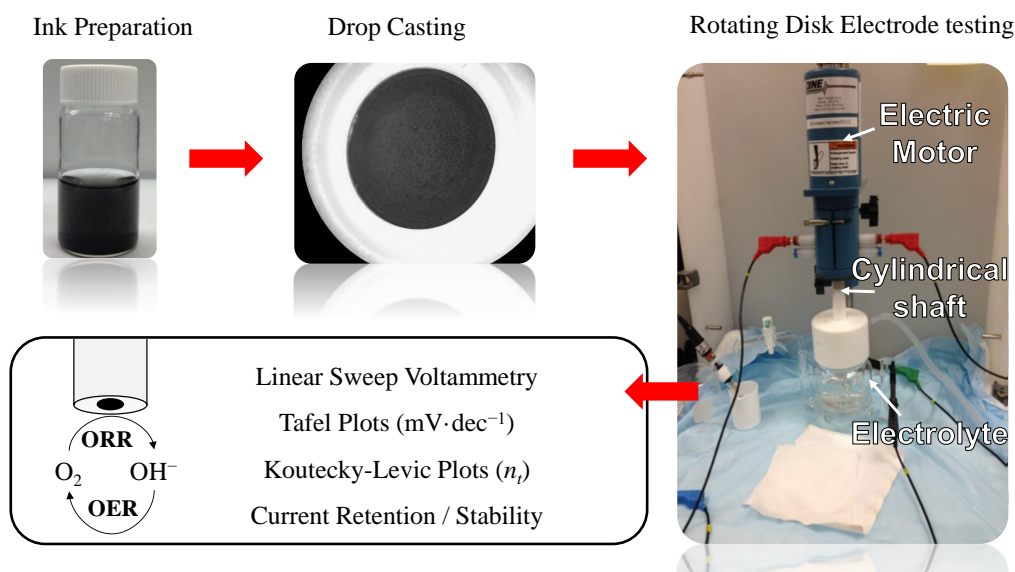 Ink Preparation
Drop Casting
Rotating Disk Electrode testing
Electric
Motor
Cylindrical
shaft
Electrolyte
Linear Sweep Voltammetry
Tafel Plots (mV·dec⁻¹)
Koutecky-Levic Plots (nₜ)
Current Retention / Stability
ORR
O₂ OH⁻
OER